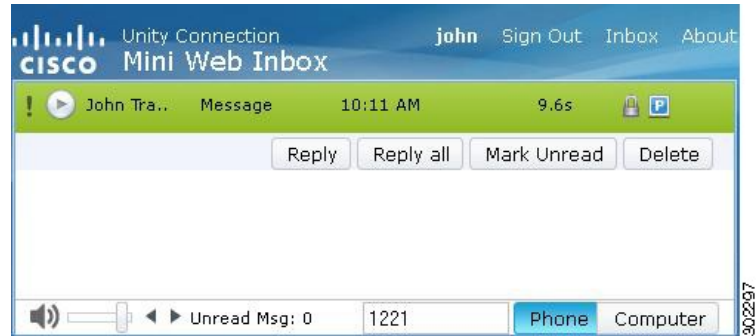 Unity Connection john Sign Out Inbox About
CISCO Mini Web Inbox
! John Tra.. Message 10:11 AM 9.6s P
Reply Reply all Mark Unread Delete
Unread Msg: 0 1221 Phone Computer
302297